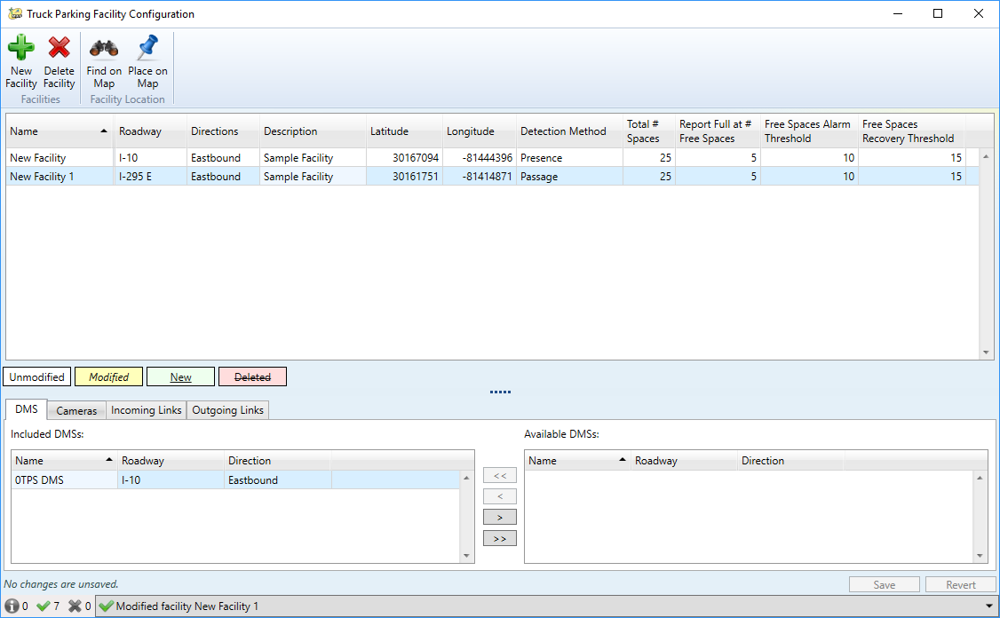 Truck Parking Facility Configuration
New Facility
Delete Facility
Find on Map
Place on Map
Facilities
Facility Location
Name Roadway Directions Description Latitude Longitude Detection Method Total # Spaces Report Full at # Free Spaces Free Spaces Alarm Threshold Free Spaces Recovery Threshold
New Facility I-10 Eastbound Sample Facility 30167094 -81444396 Presence 25 5 10 15
New Facility 1 I-295 E Eastbound Sample Facility 30161751 -81414871 Passage 25 5 10 15
Unmodified Modified New Deleted
DMS Cameras Incoming Links Outgoing Links
Included DMSs:
Name Roadway Direction
0TPS DMS I-10 Eastbound
<<
<
>
>>
Available DMSs:
Name Roadway Direction
No changes are unsaved.
Save Revert
0 7 0 Modified facility New Facility 1